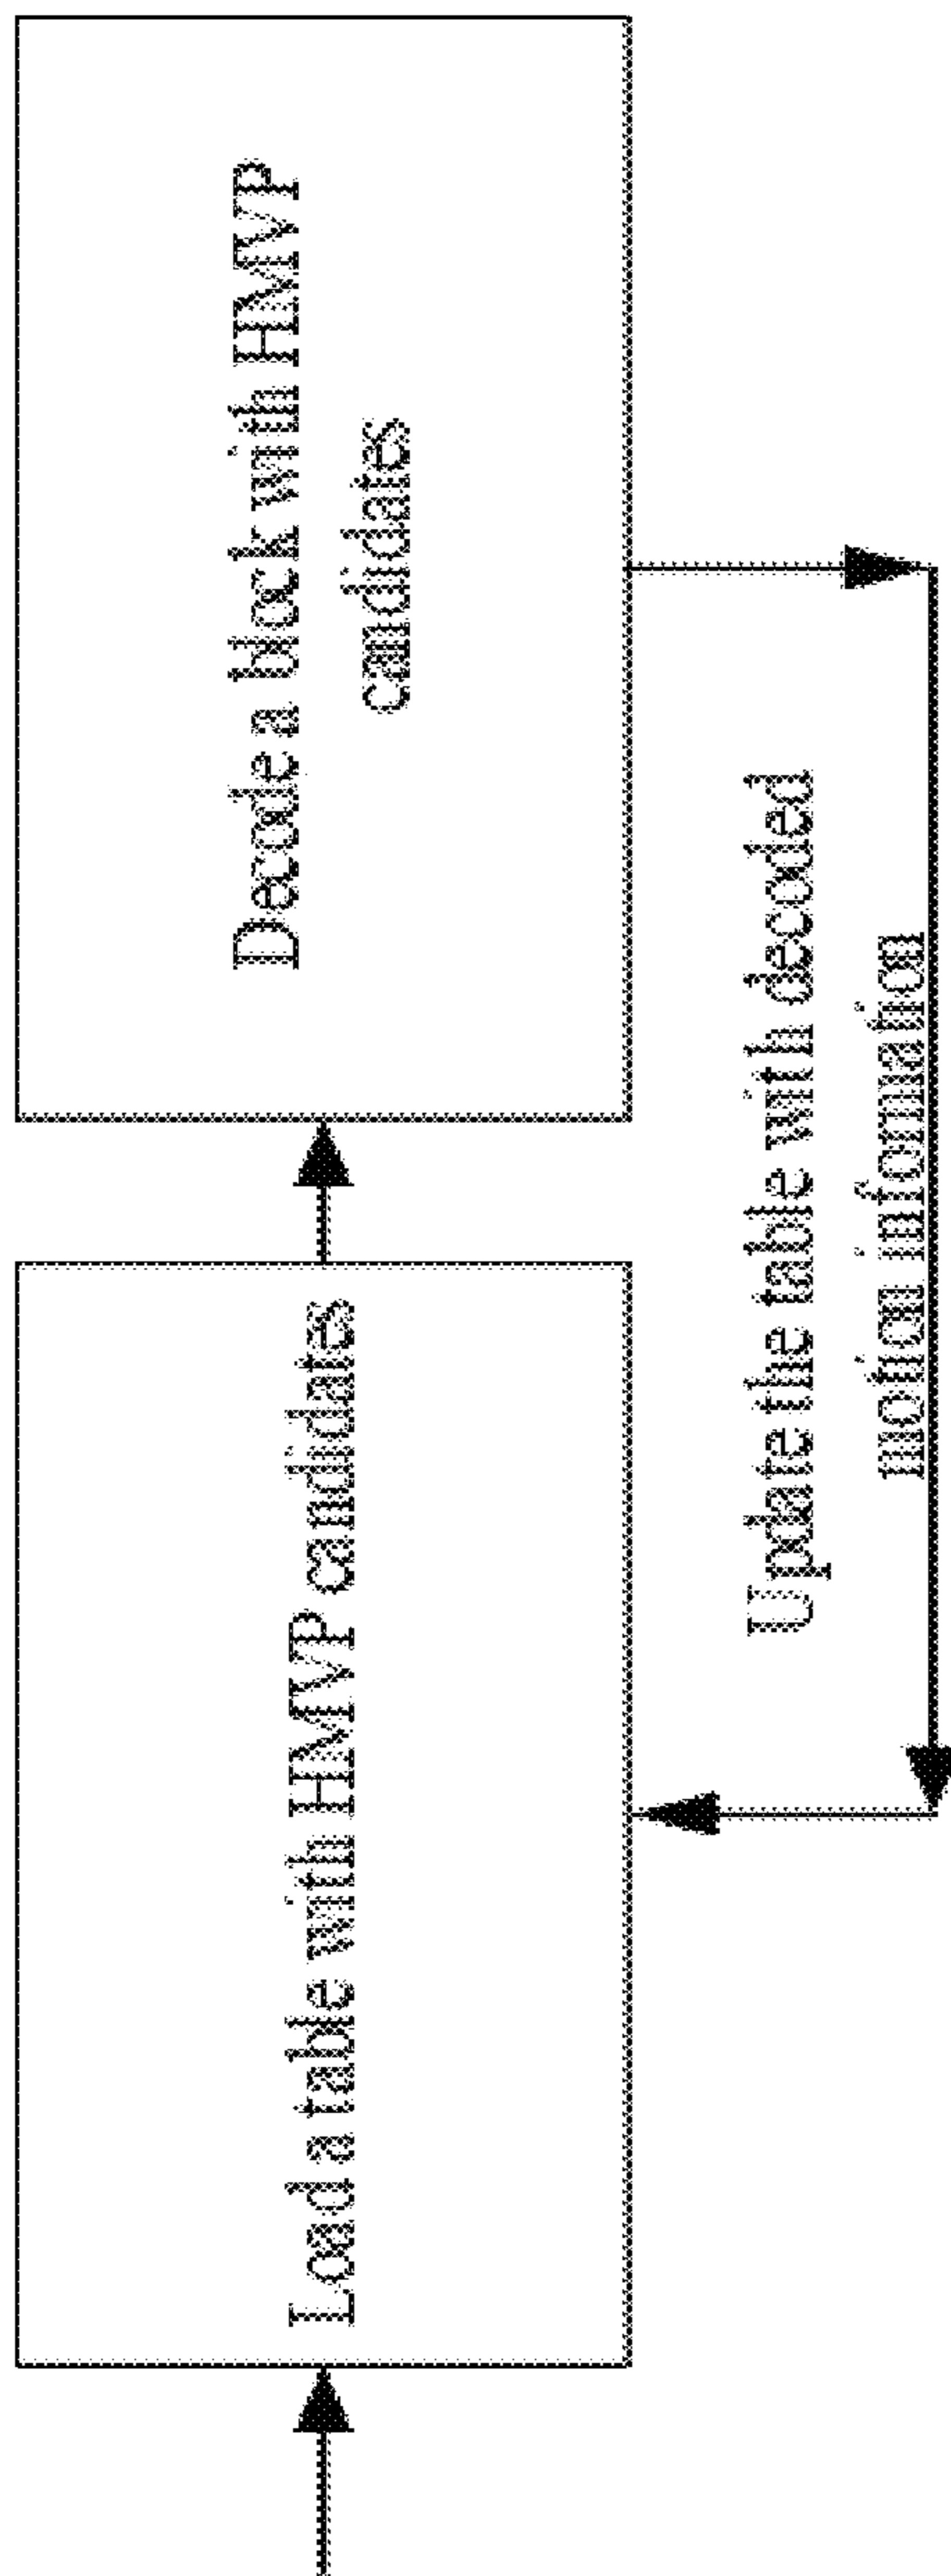 Load a table with HMVP candidates
Decode a block with HMVP
candidates
Update the table with decoded
motion information